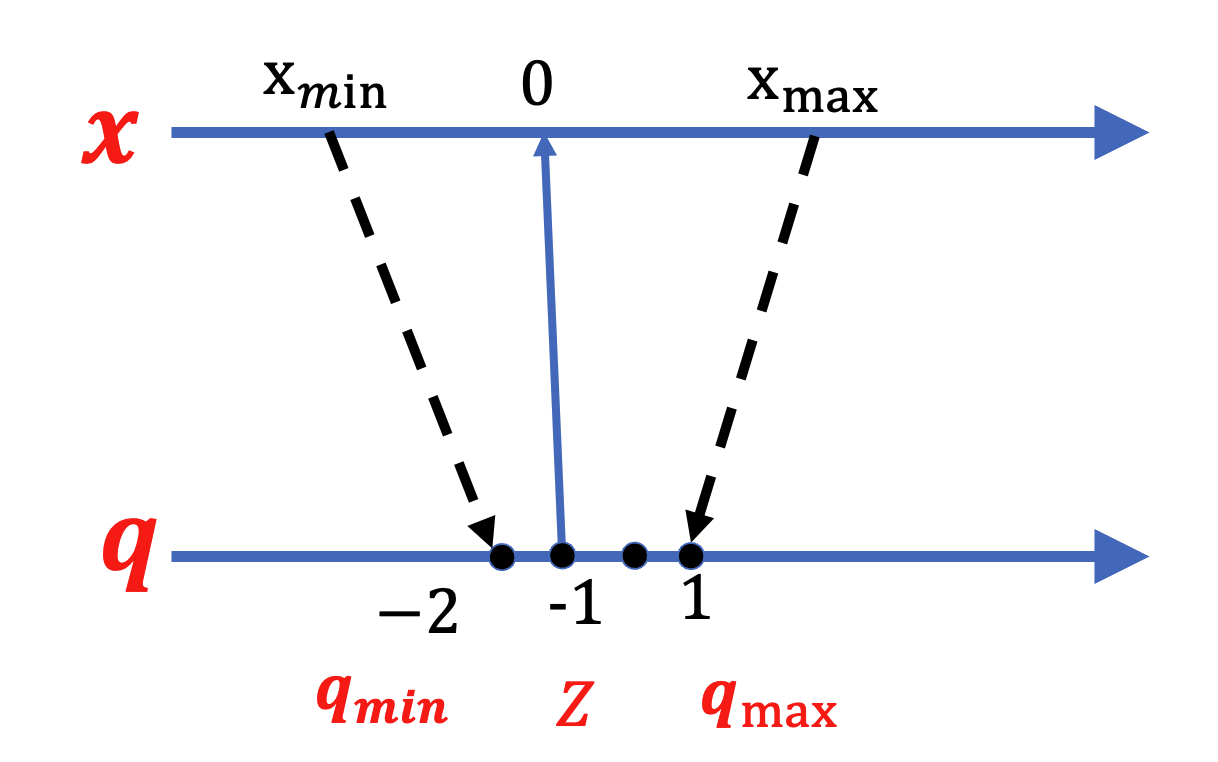 x_min 0 x_max
x
q
−2 -1 1
q_min Z q_max